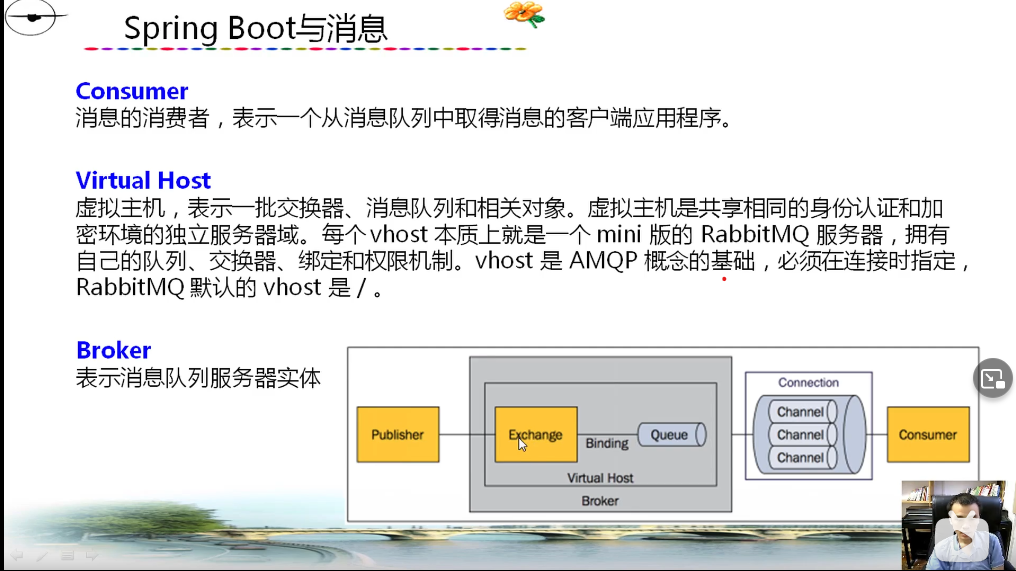 Spring Boot与消息
Consumer
消息的消费者，表示一个从消息队列中取得消息的客户端应用程序。
Virtual Host
虚拟主机，表示一批交换器、消息队列和相关对象。虚拟主机是共享相同的身份认证和加
密环境的独立服务器域。每个 vhost 本质上就是一个 mini 版的 RabbitMQ 服务器，拥有
自己的队列、交换器、绑定和权限机制。vhost 是 AMQP 概念的基础，必须在连接时指定，
RabbitMQ 默认的 vhost 是 / 。
Broker
表示消息队列服务器实体
Publisher
Exchange
Binding
Queue
Virtual Host
Broker
Connection
Channel
Channel
Channel
Consumer